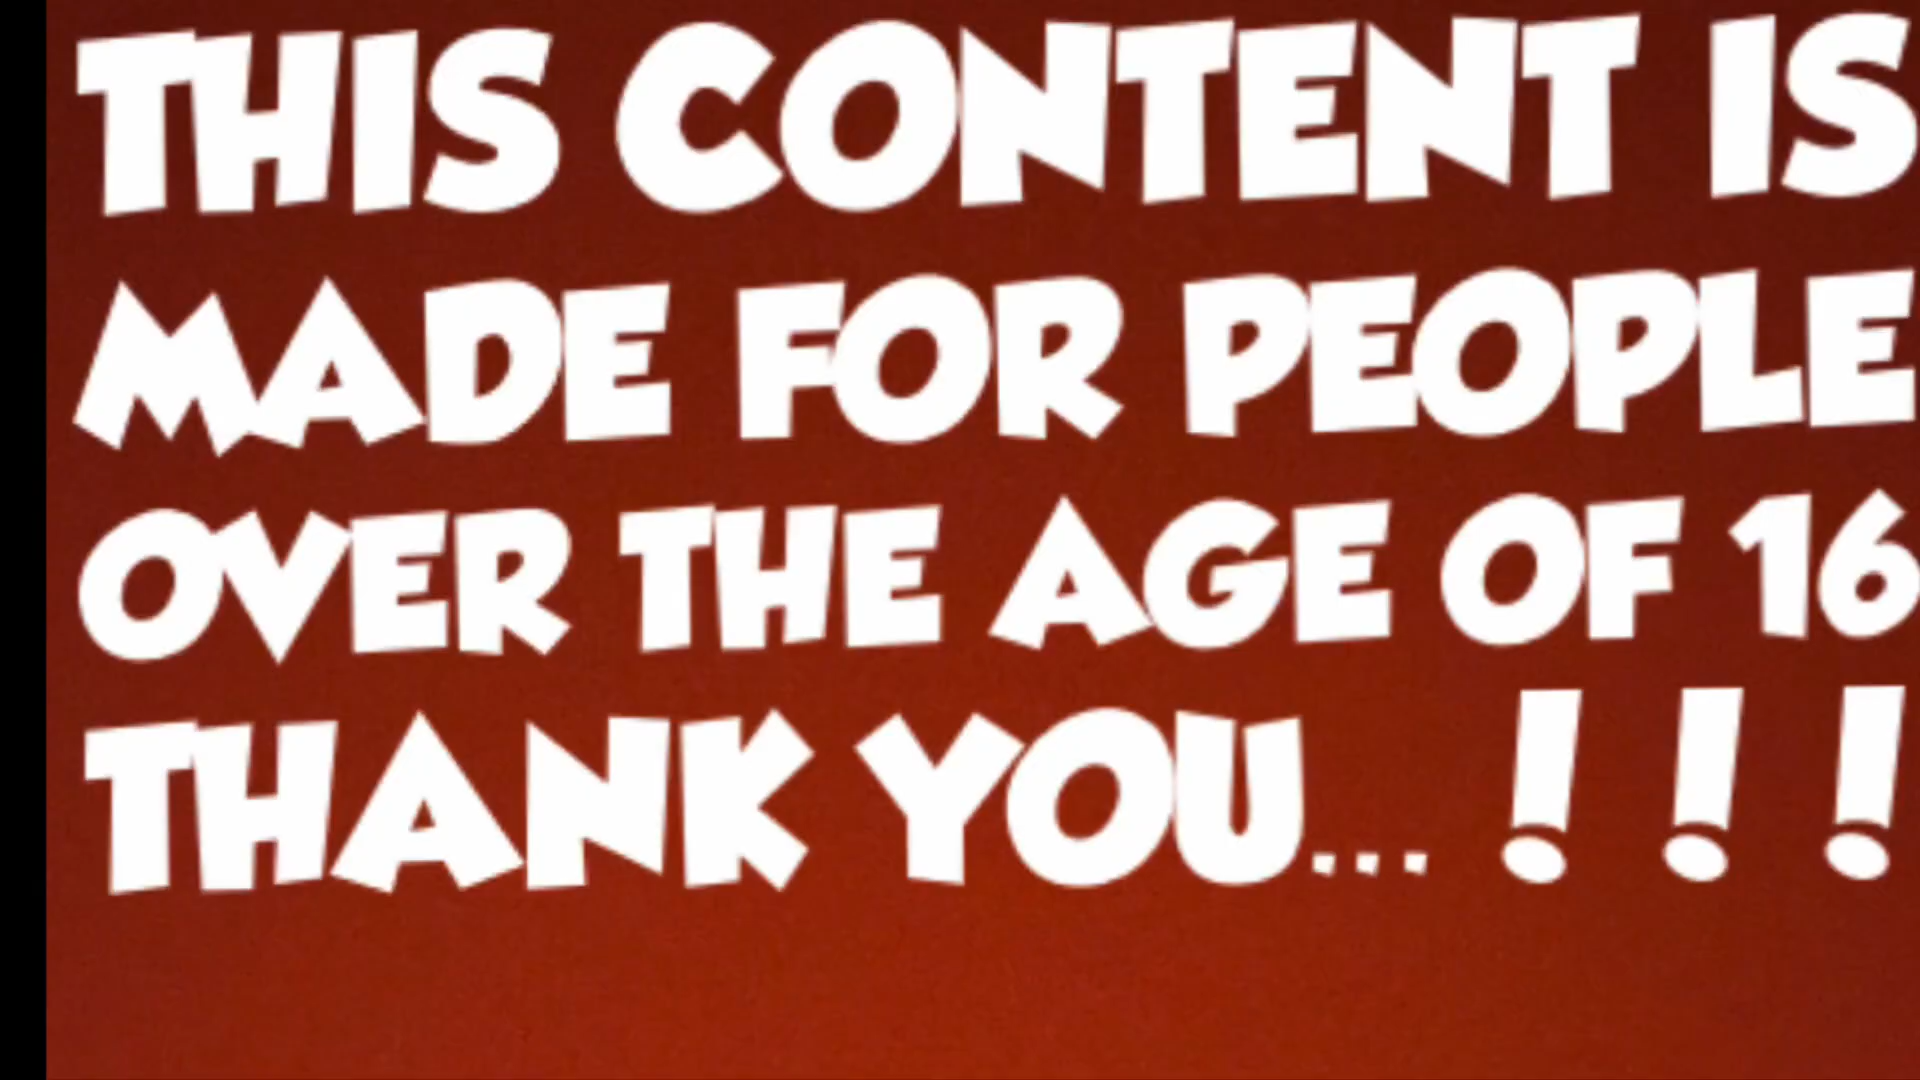 THIS CONTENT IS
MADE FOR PEOPLE
OVER THE AGE OF 16
THANK YOU... ! ! !